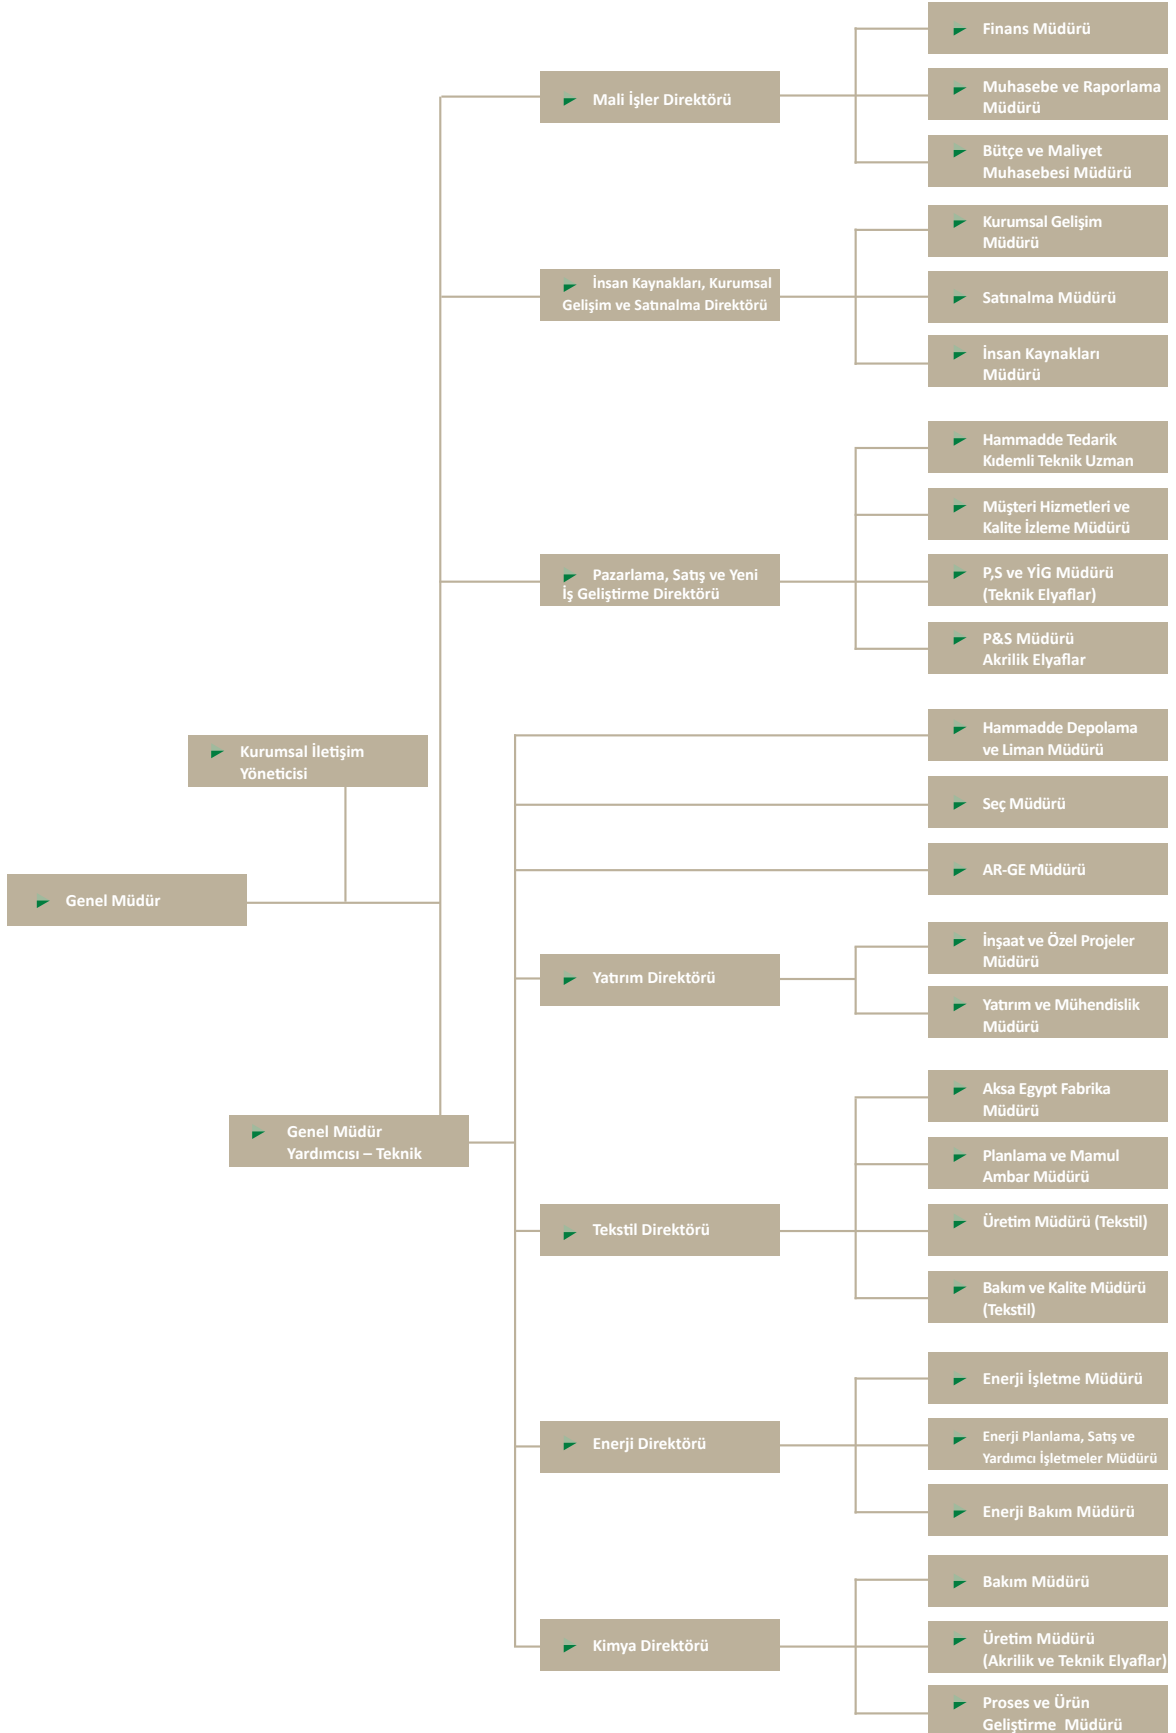 Finans Müdürü
Mali İşler Direktörü
Muhasebe ve Raporlama
Müdürü
Bütçe ve Maliyet
Muhasebesi Müdürü
Kurumsal Gelişim
Müdürü
İnsan Kaynakları, Kurumsal
Gelişim ve Satınalma Direktörü
Satınalma Müdürü
İnsan Kaynakları
Müdürü
Hammadde Tedarik
Kıdemli Teknik Uzman
Müşteri Hizmetleri ve
Kalite İzleme Müdürü
Pazarlama, Satış ve Yeni
İş Geliştirme Direktörü
P,S ve YİG Müdürü
(Teknik Elyaflar)
P&S Müdürü
Akrilik Elyaflar
Hammadde Depolama
ve Liman Müdürü
Kurumsal İletişim
Yöneticisi
Seç Müdürü
AR-GE Müdürü
Genel Müdür
İnşaat ve Özel Projeler
Müdürü
Yatırım Direktörü
Yatırım ve Mühendislik
Müdürü
Aksa Egypt Fabrika
Müdürü
Genel Müdür
Yardımcısı – Teknik
Planlama ve Mamul
Ambar Müdürü
Tekstil Direktörü
Üretim Müdürü (Tekstil)
Bakım ve Kalite Müdürü
(Tekstil)
Enerji İşletme Müdürü
Enerji Direktörü
Enerji Planlama, Satış ve
Yardımcı İşletmeler Müdürü
Enerji Bakım Müdürü
Bakım Müdürü
Kimya Direktörü
Üretim Müdürü
(Akrilik ve Teknik Elyaflar)
Proses ve Ürün
Geliştirme  Müdürü